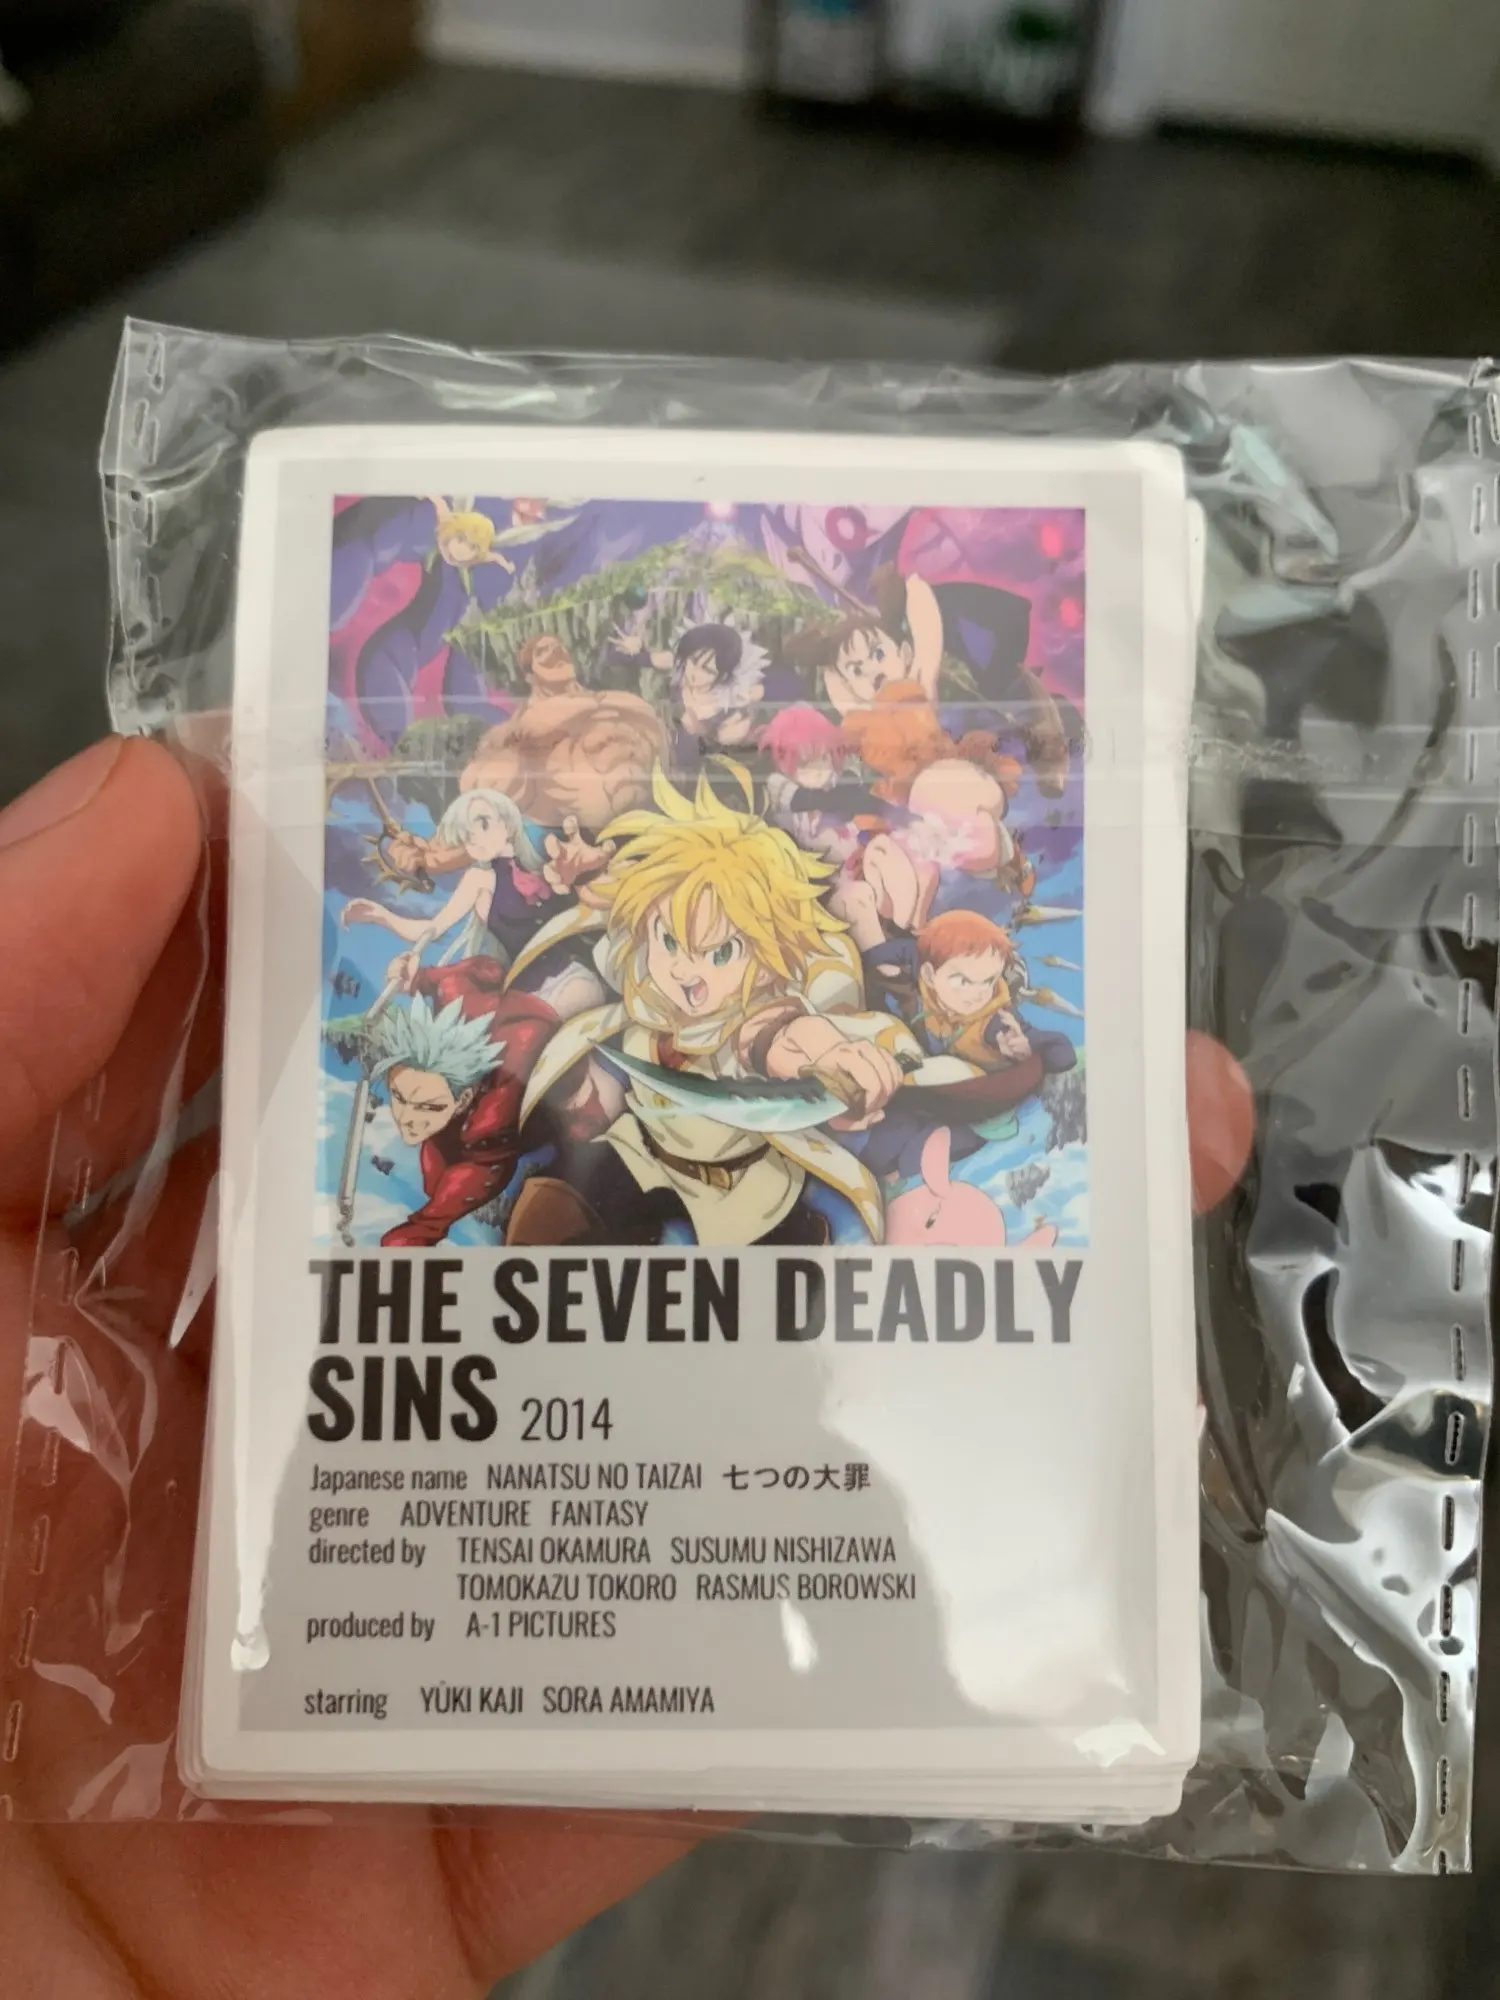 THE SEVEN DEADLY
SINS 2014
Japanese name NANATSU NO TAIZAI 七つの大罪
genre ADVENTURE FANTASY
directed by TENSAI OKAMURA SUSUMU NISHIZAWA
TOMOKAZU TOKORO RASMUS BOROWSKI
produced by A-1 PICTURES
starring YŪKI KAJI SORA AMAMIYA